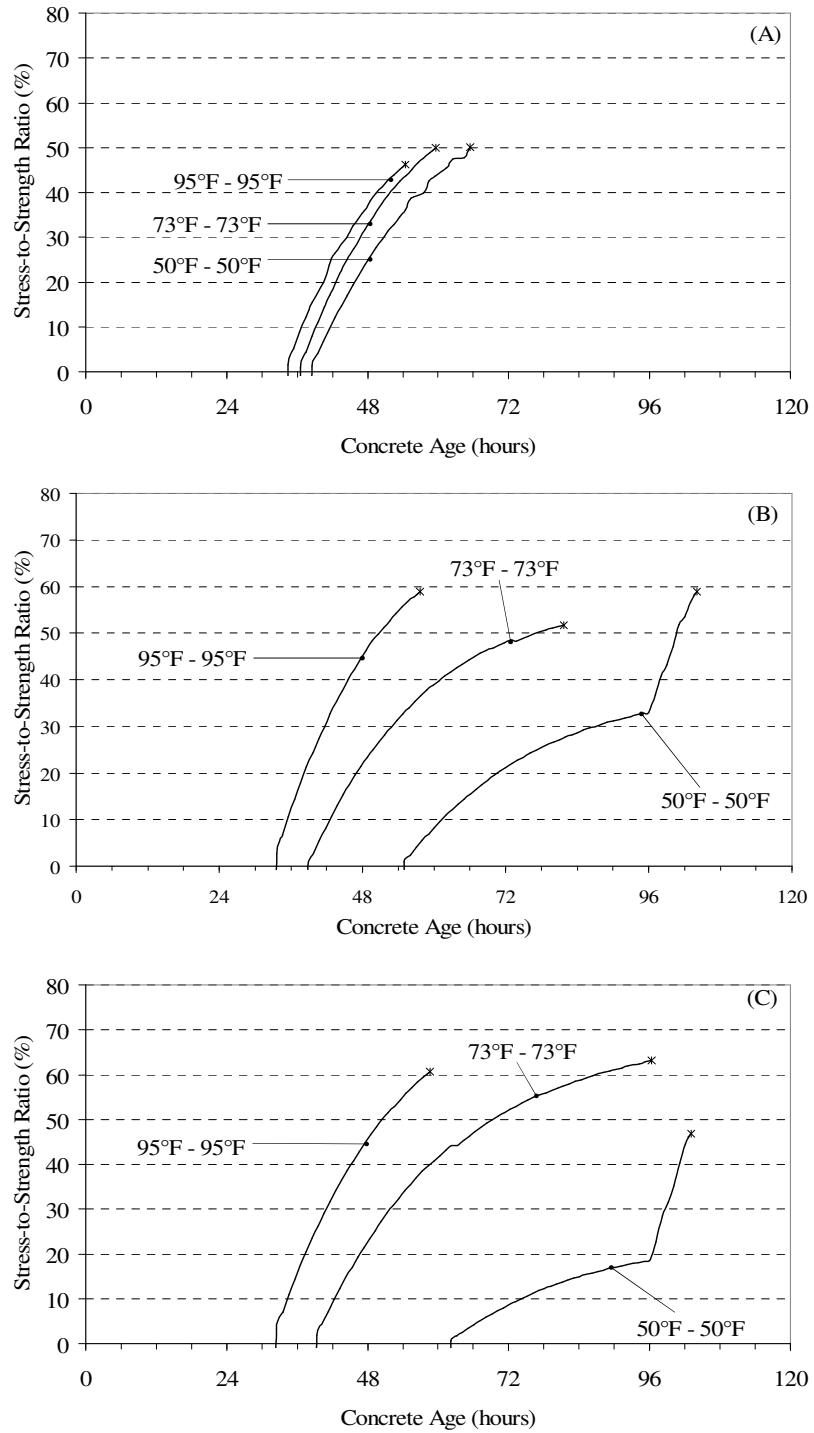 (A)
Stress-to-Strength Ratio (%)
80
70
60
50
40
30
20
10
0
95°F - 95°F
73°F - 73°F
50°F - 50°F
0 24 48 72 96 120
Concrete Age (hours)
(B)
Stress-to-Strength Ratio (%)
80
70
60
50
40
30
20
10
0
73°F - 73°F
95°F - 95°F
50°F - 50°F
0 24 48 72 96 120
Concrete Age (hours)
(C)
Stress-to-Strength Ratio (%)
80
70
60
50
40
30
20
10
0
73°F - 73°F
95°F - 95°F
50°F - 50°F
0 24 48 72 96 120
Concrete Age (hours)